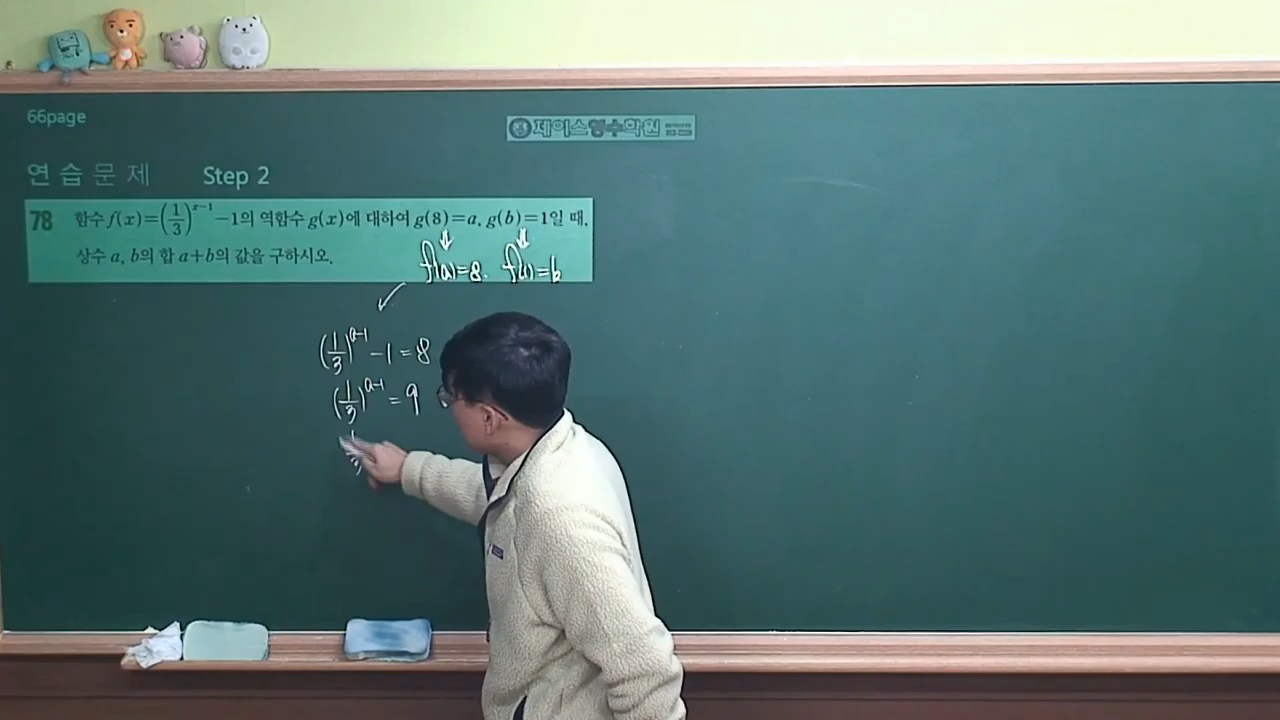 66page
제이스영수학원
연습문제 Step 2
78 함수 f(x)=(1/3)^{x-1}-1의 역함수 g(x)에 대하여 g(8)=a, g(b)=1일 때,
상수 a, b의 합 a+b의 값을 구하시오.
f(a)=8. f(1)=b
(1/3)^{a-1}-1=8
(1/3)^{a-1}=9